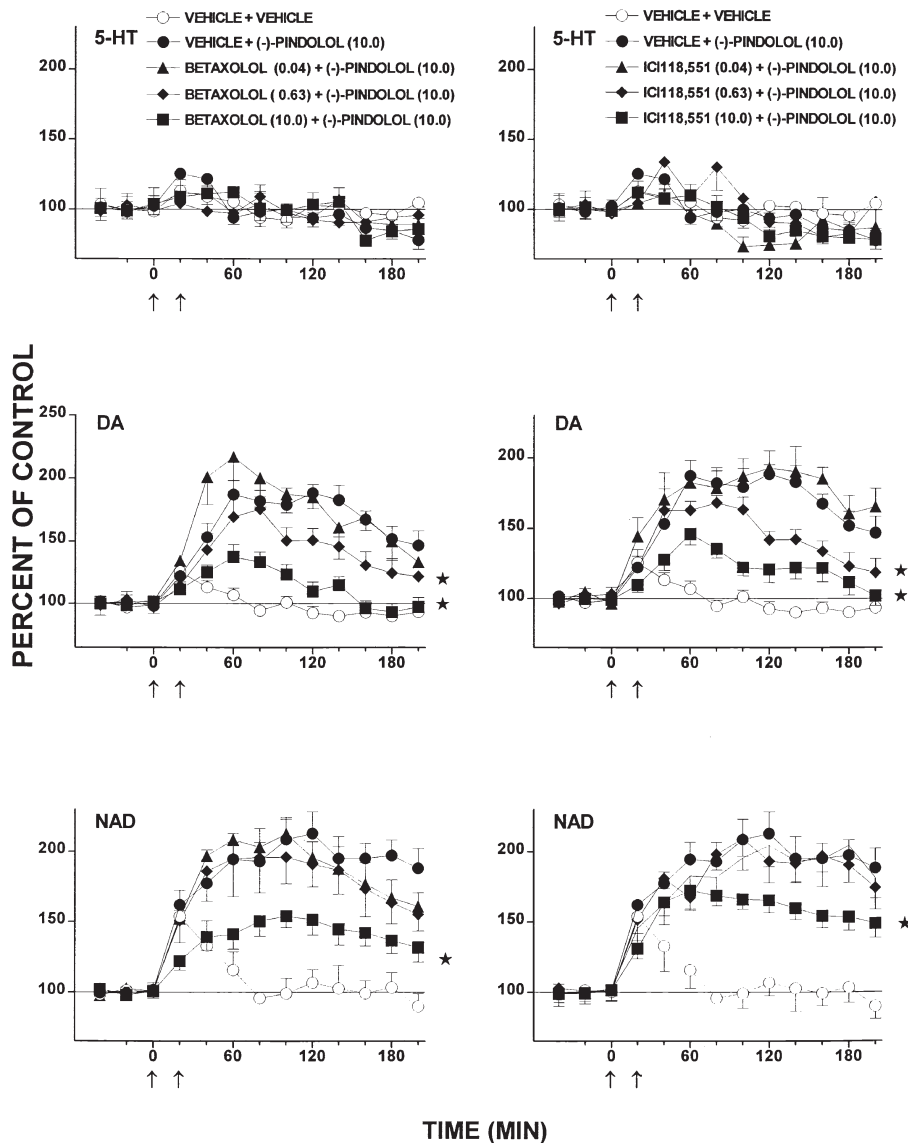 5-HT
VEHICLE + VEHICLE
VEHICLE + (-)-PINDOLOL (10.0)
BETAXOLOL (0.04) + (-)-PINDOLOL (10.0)
BETAXOLOL ( 0.63) + (-)-PINDOLOL (10.0)
BETAXOLOL (10.0) + (-)-PINDOLOL (10.0)
200
150
100
0 60 120 180
↑ ↑
5-HT
VEHICLE + VEHICLE
VEHICLE + (-)-PINDOLOL (10.0)
ICI118,551 (0.04) + (-)-PINDOLOL (10.0)
ICI118,551 (0.63) + (-)-PINDOLOL (10.0)
ICI118,551 (10.0) + (-)-PINDOLOL (10.0)
200
150
100
0 60 120 180
↑ ↑
PERCENT OF CONTROL
DA
250
200
150
100
0 60 120 180
★
★
↑ ↑
DA
200
150
100
0 60 120 180
★
★
↑ ↑
NAD
200
150
100
0 60 120 180
★
↑ ↑
NAD
200
150
100
0 60 120 180
★
↑ ↑
TIME (MIN)